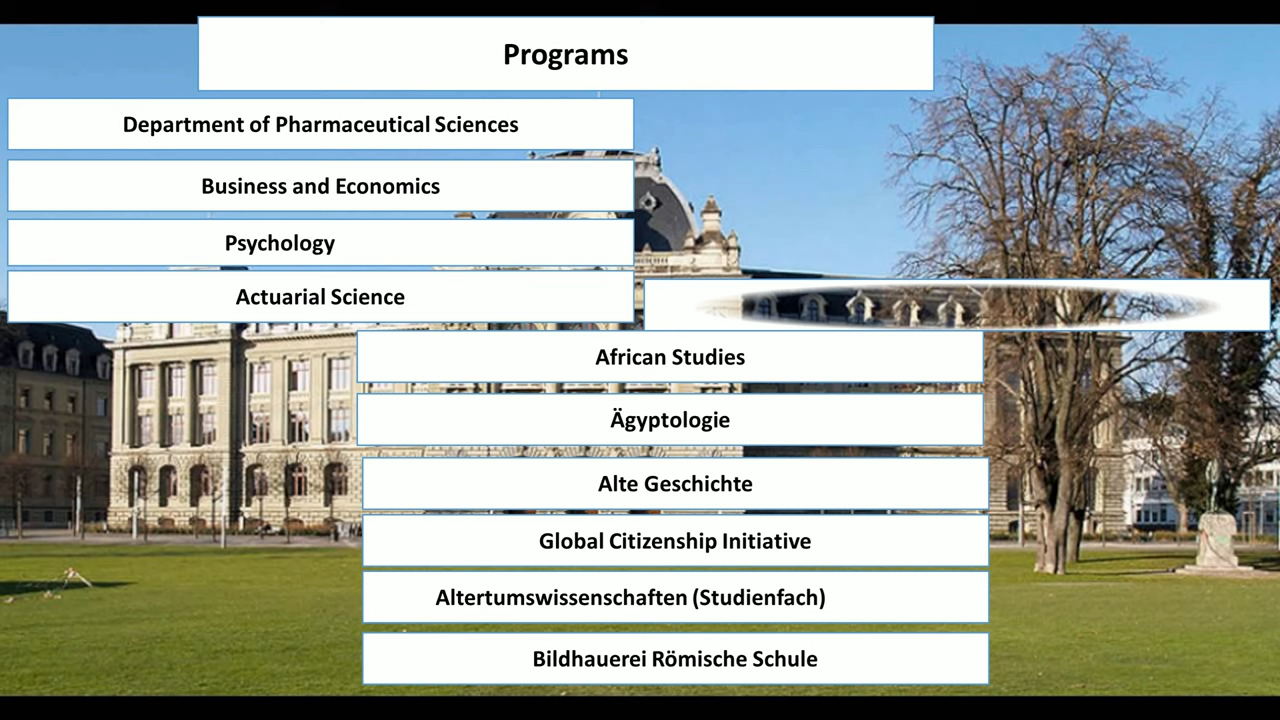 Programs
Department of Pharmaceutical Sciences
Business and Economics
Psychology
Actuarial Science
African Studies
Ägyptologie
Alte Geschichte
Global Citizenship Initiative
Altertumswissenschaften (Studienfach)
Bildhauerei Römische Schule